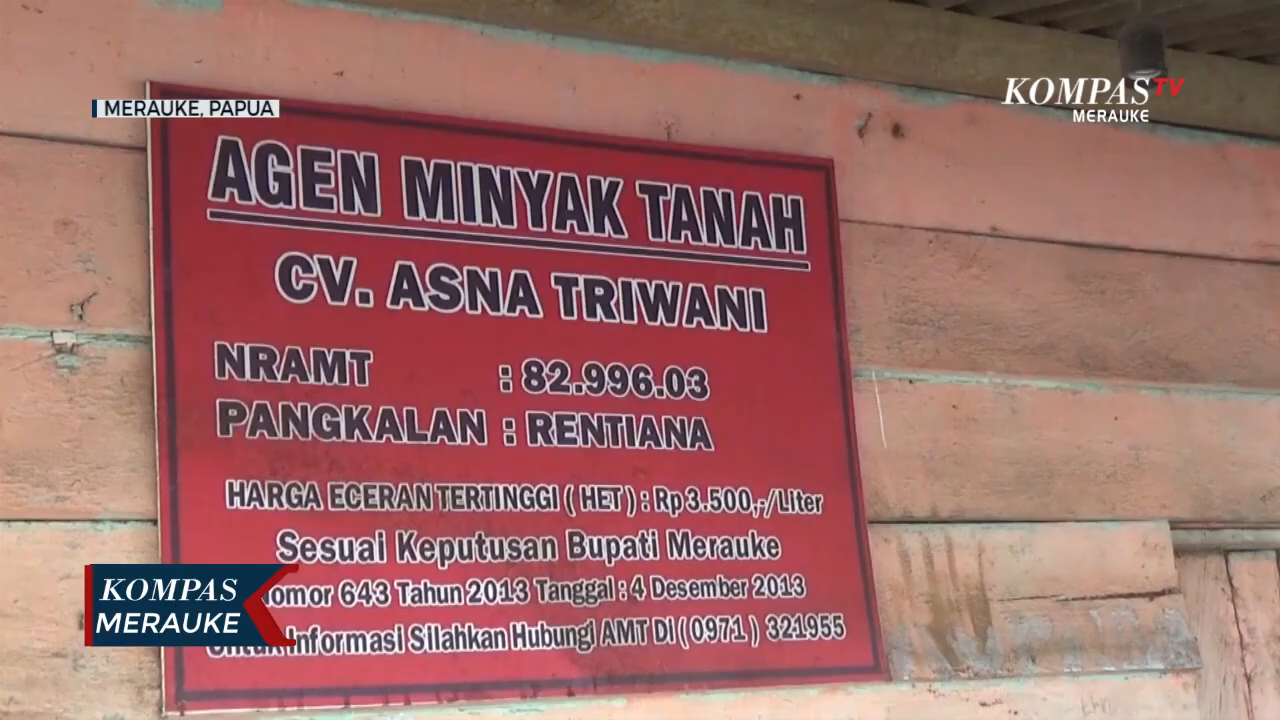 MERAUKE, PAPUA
KOMPASTV
MERAUKE
AGEN MINYAK TANAH
CV. ASNA TRIWANI
NRAMT : 82.996.03
PANGKALAN : RENTIANA
HARGA ECERAN TERTINGGI ( HET ) : Rp 3.500,-/Liter
Sesuai Keputusan Bupati Merauke
Nomor 643 Tahun 2013 Tanggal : 4 Desember 2013
Untuk Informasi Silahkan Hubungi AMT DI ( 0971 ) 321955
KOMPAS
MERAUKE